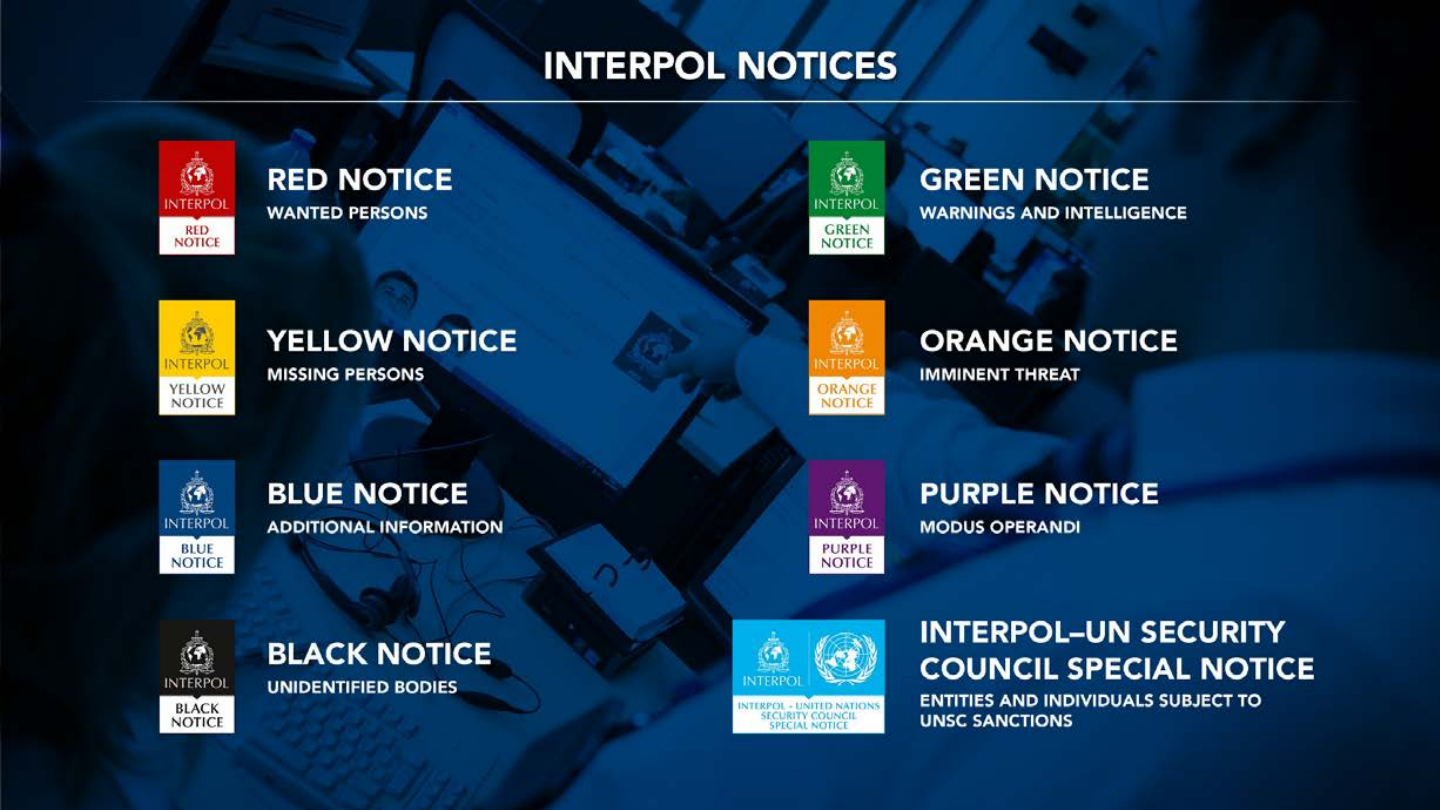 INTERPOL NOTICES
INTERPOL
RED
NOTICE
RED NOTICE
WANTED PERSONS
INTERPOL
YELLOW
NOTICE
YELLOW NOTICE
MISSING PERSONS
INTERPOL
BLUE
NOTICE
BLUE NOTICE
ADDITIONAL INFORMATION
INTERPOL
BLACK
NOTICE
BLACK NOTICE
UNIDENTIFIED BODIES
INTERPOL
GREEN
NOTICE
GREEN NOTICE
WARNINGS AND INTELLIGENCE
INTERPOL
ORANGE
NOTICE
ORANGE NOTICE
IMMINENT THREAT
INTERPOL
PURPLE
NOTICE
PURPLE NOTICE
MODUS OPERANDI
INTERPOL
INTERPOL - UNITED NATIONS
SECURITY COUNCIL
SPECIAL NOTICE
INTERPOL–UN SECURITY
COUNCIL SPECIAL NOTICE
ENTITIES AND INDIVIDUALS SUBJECT TO
UNSC SANCTIONS